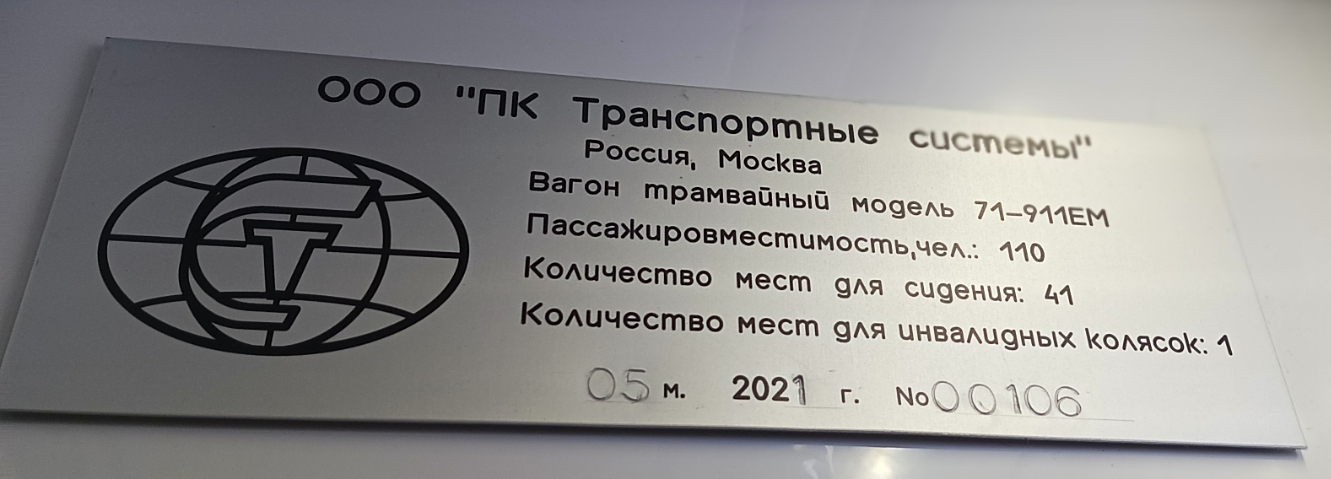 ООО "ПК Транспортные системы"
Россия, Москва
Вагон трамвайный модель 71-911ЕМ
Пассажировместимость,чел.: 110
Количество мест для сидения: 41
Количество мест для инвалидных колясок: 1
05 м. 2021 г. No00106